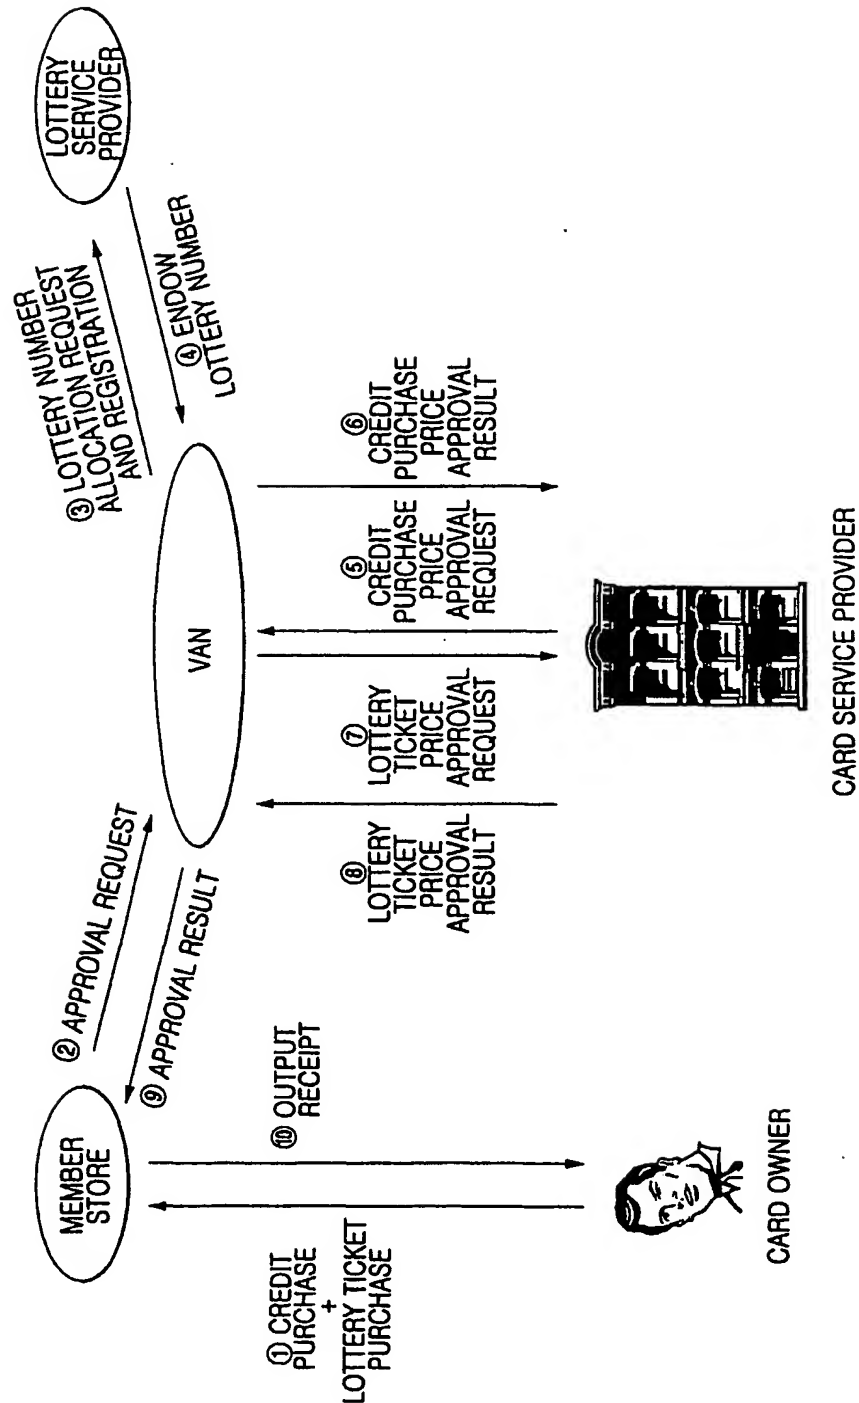 ① CREDIT
PURCHASE
+
LOTTERY TICKET
PURCHASE
MEMBER
STORE
⑩ OUTPUT
RECEIPT
CARD OWNER
② APPROVAL REQUEST
⑨ APPROVAL RESULT
VAN
③ LOTTERY NUMBER
ALLOCATION REQUEST
AND REGISTRATION
④ ENDOW
LOTTERY NUMBER
LOTTERY
SERVICE
PROVIDER
⑧
LOTTERY
TICKET
PRICE
APPROVAL
RESULT
⑦
LOTTERY
TICKET
PRICE
APPROVAL
REQUEST
⑤
CREDIT
PURCHASE
PRICE
APPROVAL
REQUEST
⑥
CREDIT
PURCHASE
PRICE
APPROVAL
RESULT
CARD SERVICE PROVIDER